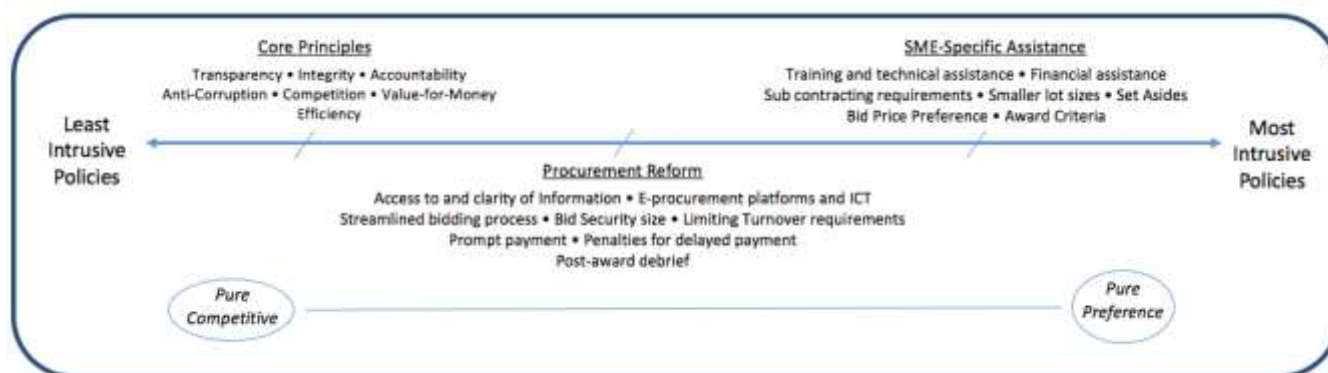 Core Principles
Transparency • Integrity • Accountability
Anti-Corruption • Competition • Value-for-Money
Efficiency
SME-Specific Assistance
Training and technical assistance • Financial assistance
Sub contracting requirements • Smaller lot sizes • Set Asides
Bid Price Preference • Award Criteria
Least
Intrusive
Policies
Most
Intrusive
Policies
Procurement Reform
Access to and clarity of Information • E-procurement platforms and ICT
Streamlined bidding process • Bid Security size • Limiting Turnover requirements
Prompt payment • Penalties for delayed payment
Post-award debrief
Pure
Competitive
Pure
Preference